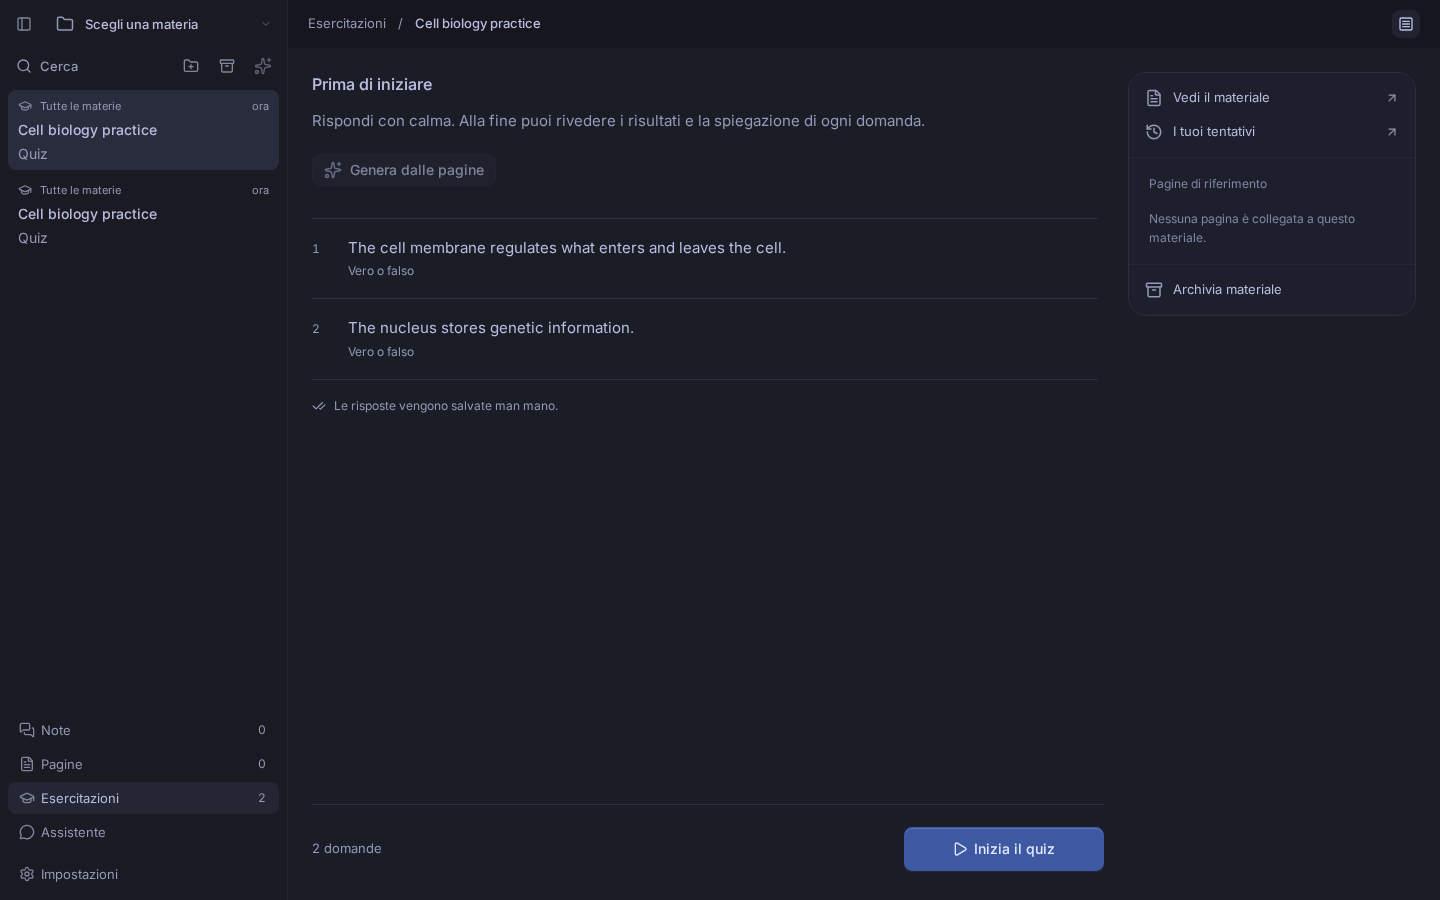 Scegli una materia
Cerca
Tutte le materie ora
Cell biology practice
Quiz
Tutte le materie ora
Cell biology practice
Quiz
Note 0
Pagine 0
Esercitazioni 2
Assistente
Impostazioni
Esercitazioni / Cell biology practice
Prima di iniziare
Rispondi con calma. Alla fine puoi rivedere i risultati e la spiegazione di ogni domanda.
Genera dalle pagine
1 The cell membrane regulates what enters and leaves the cell.
Vero o falso
2 The nucleus stores genetic information.
Vero o falso
Le risposte vengono salvate man mano.
2 domande
Inizia il quiz
Vedi il materiale
I tuoi tentativi
Pagine di riferimento
Nessuna pagina è collegata a questo
materiale.
Archivia materiale